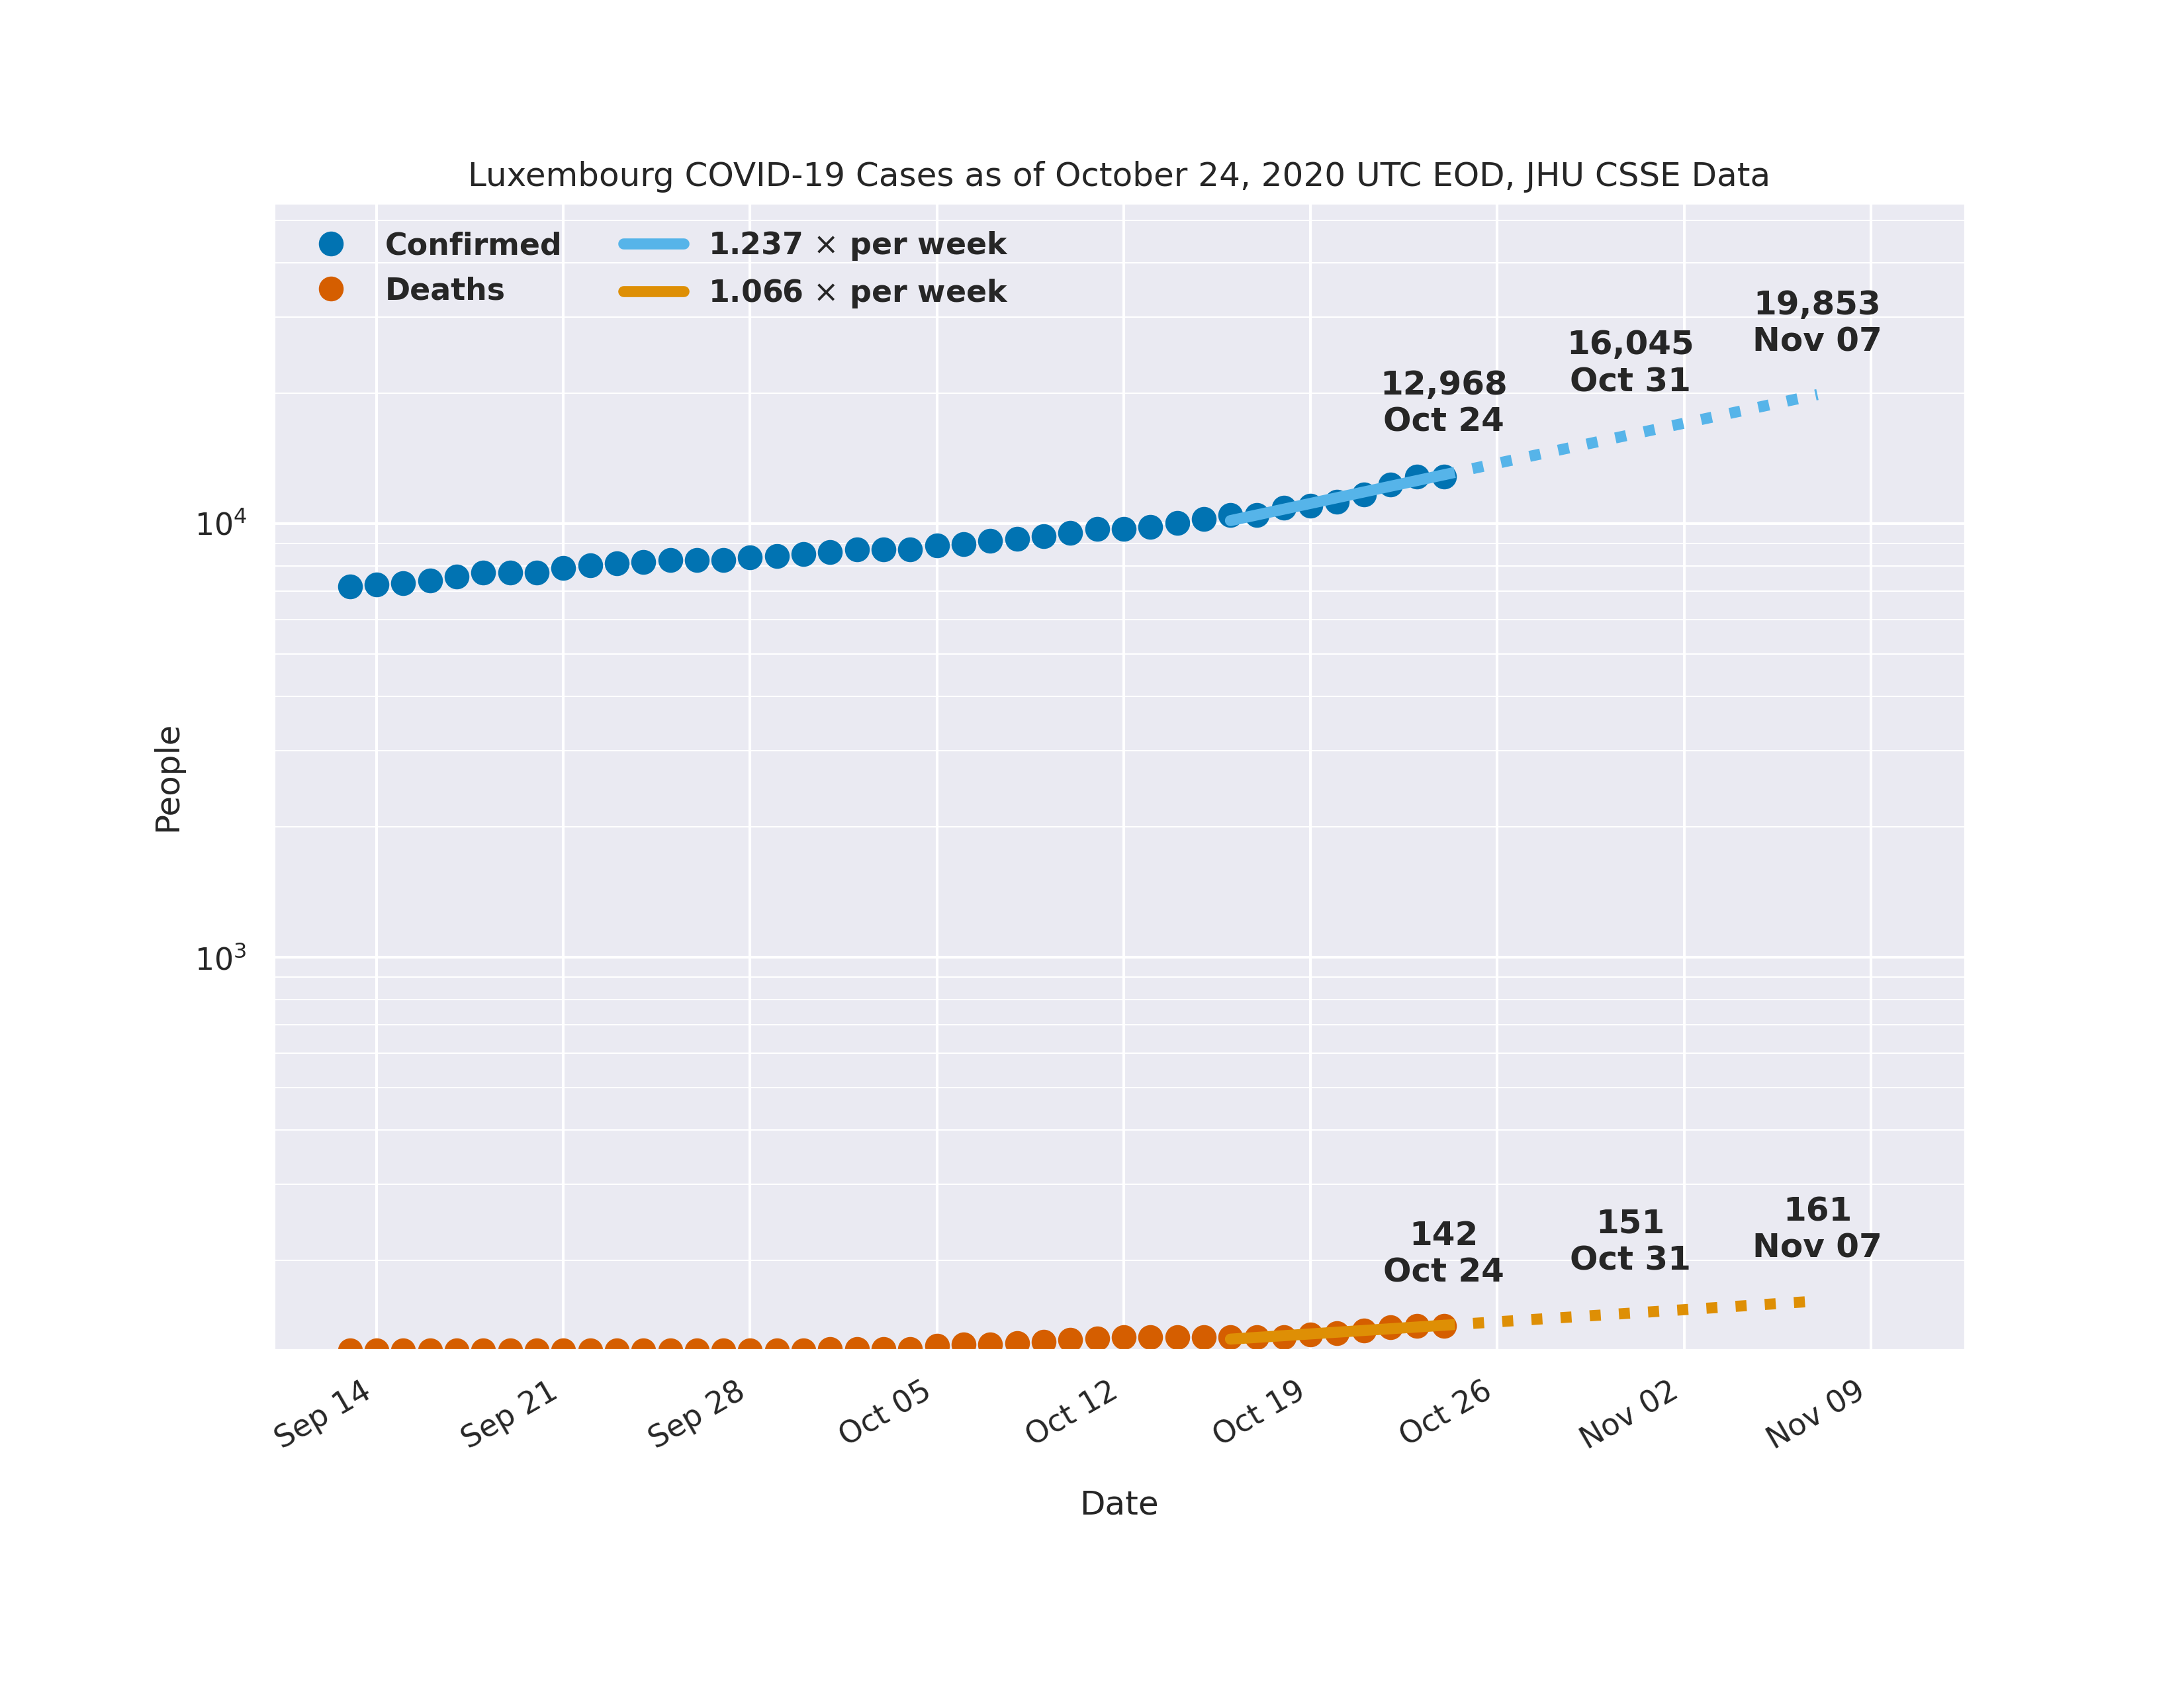 Luxembourg COVID-19 Cases as of October 24, 2020 UTC EOD, JHU CSSE Data
Confirmed
Deaths
1.237 × per week
1.066 × per week
19,853
Nov 07
16,045
Oct 31
12,968
Oct 24
10⁴
People
10³
161
Nov 07
151
Oct 31
142
Oct 24
Sep 14
Sep 21
Sep 28
Oct 05
Oct 12
Oct 19
Oct 26
Nov 02
Nov 09
Date